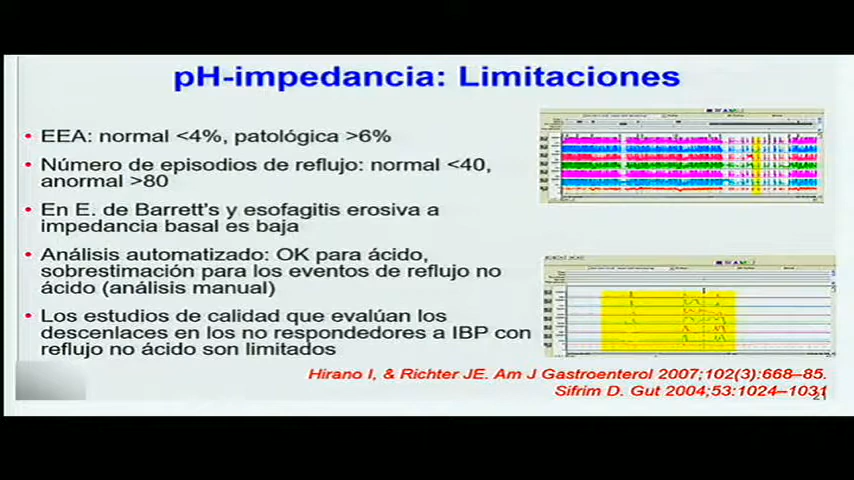 pH-impedancia: Limitaciones
• EEA: normal <4%, patológica >6%
• Número de episodios de reflujo: normal <40,
anormal >80
• En E. de Barrett's y esofagitis erosiva a
impedancia basal es baja
• Análisis automatizado: OK para ácido,
sobrestimación para los eventos de reflujo no
ácido (análisis manual)
• Los estudios de calidad que evalúan los
descenlaces en los no respondedores a IBP con
reflujo no ácido son limitados
Hirano I, & Richter JE. Am J Gastroenterol 2007;102(3):668–85.
Sifrim D. Gut 2004;53:1024–1031
21